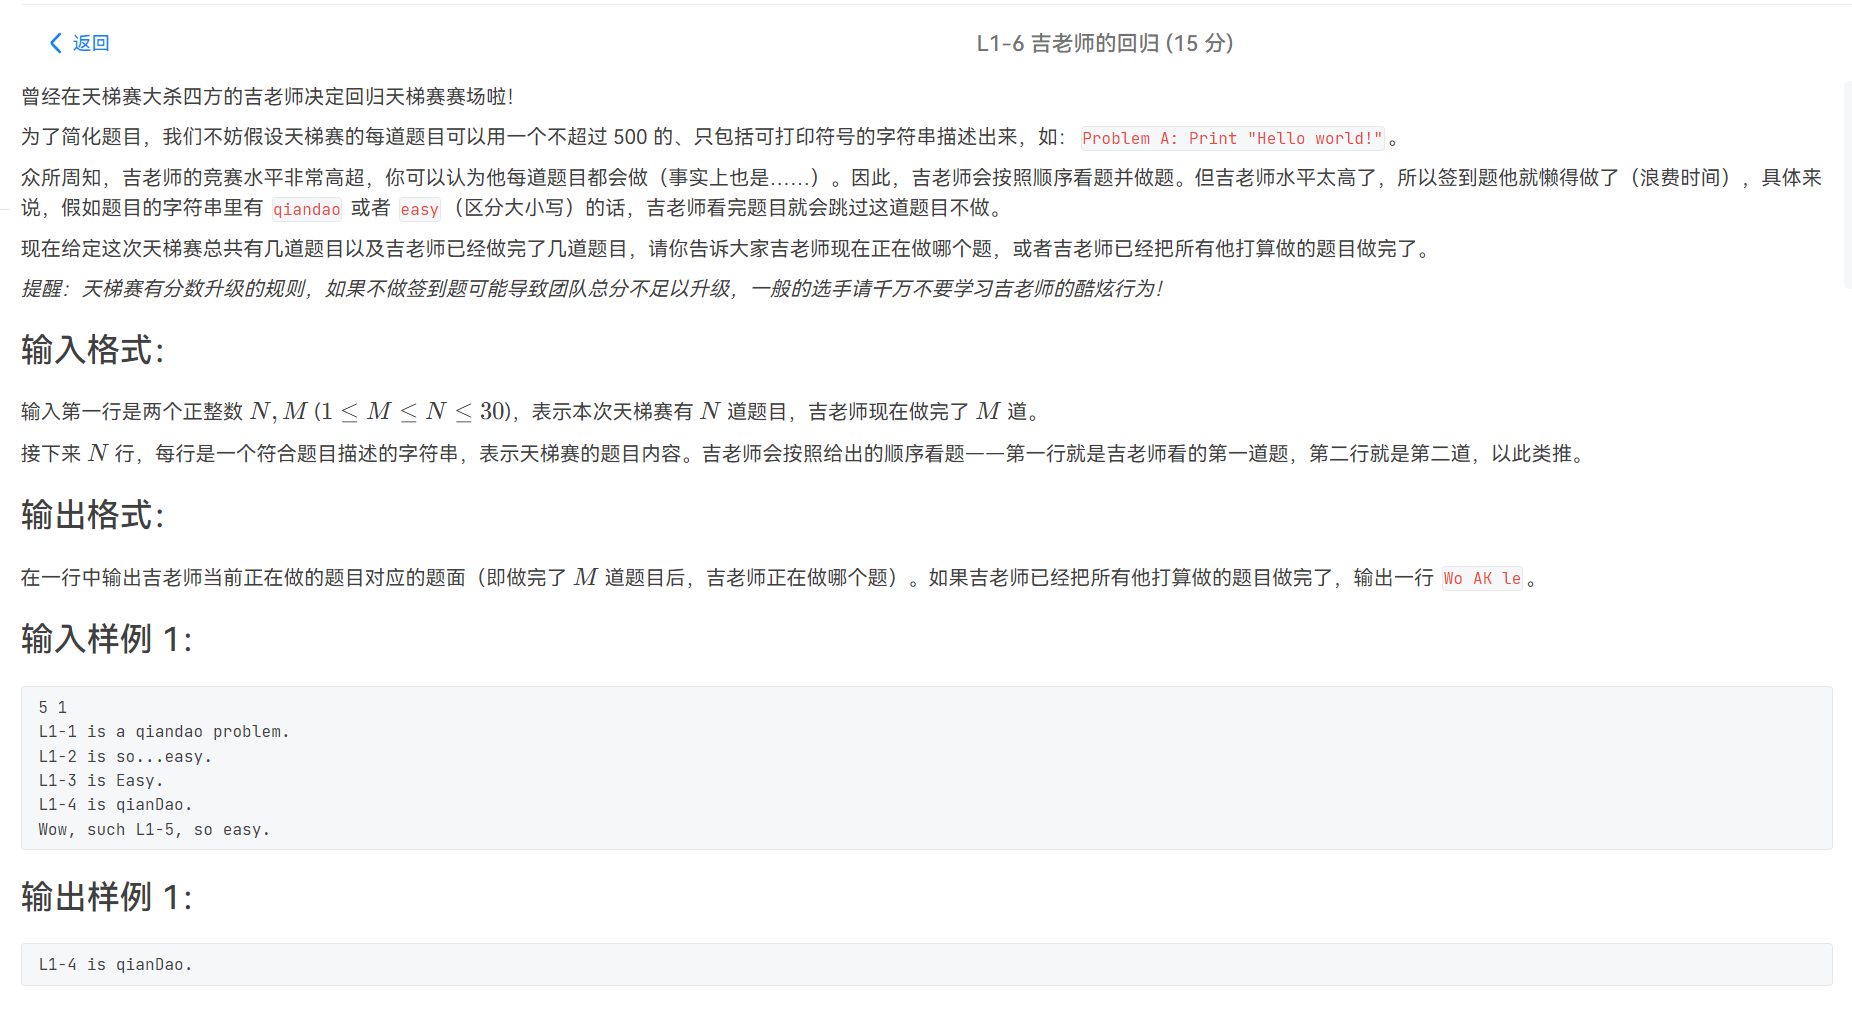 返回
L1-6 吉老师的回归 (15 分)
曾经在天梯赛大杀四方的吉老师决定回归天梯赛赛场啦！
为了简化题目，我们不妨假设天梯赛的每道题目可以用一个不超过 500 的、只包括可打印符号的字符串描述出来，如：Problem A: Print "Hello world!"。
众所周知，吉老师的竞赛水平非常高超，你可以认为他每道题目都会做（事实上也是……）。因此，吉老师会按照顺序看题并做题。但吉老师水平太高了，所以签到题他就懒得做了（浪费时间），具体来
说，假如题目的字符串里有 qiandao 或者 easy（区分大小写）的话，吉老师看完题目就会跳过这道题目不做。
现在给定这次天梯赛总共有几道题目以及吉老师已经做完了几道题目，请你告诉大家吉老师现在正在做哪个题，或者吉老师已经把所有他打算做的题目做完了。
提醒：天梯赛有分数升级的规则，如果不做签到题可能导致团队总分不足以升级，一般的选手请千万不要学习吉老师的酷炫行为！
输入格式：
输入第一行是两个正整数 N, M (1 ≤ M ≤ N ≤ 30)，表示本次天梯赛有 N 道题目，吉老师现在做完了 M 道。
接下来 N 行，每行是一个符合题目描述的字符串，表示天梯赛的题目内容。吉老师会按照给出的顺序看题——第一行就是吉老师看的第一道题，第二行就是第二道，以此类推。
输出格式：
在一行中输出吉老师当前正在做的题目对应的题面（即做完了 M 道题目后，吉老师正在做哪个题）。如果吉老师已经把所有他打算做的题目做完了，输出一行 Wo AK le。
输入样例 1：
5 1
L1-1 is a qiandao problem.
L1-2 is so...easy.
L1-3 is Easy.
L1-4 is qianDao.
Wow, such L1-5, so easy.
输出样例 1：
L1-4 is qianDao.